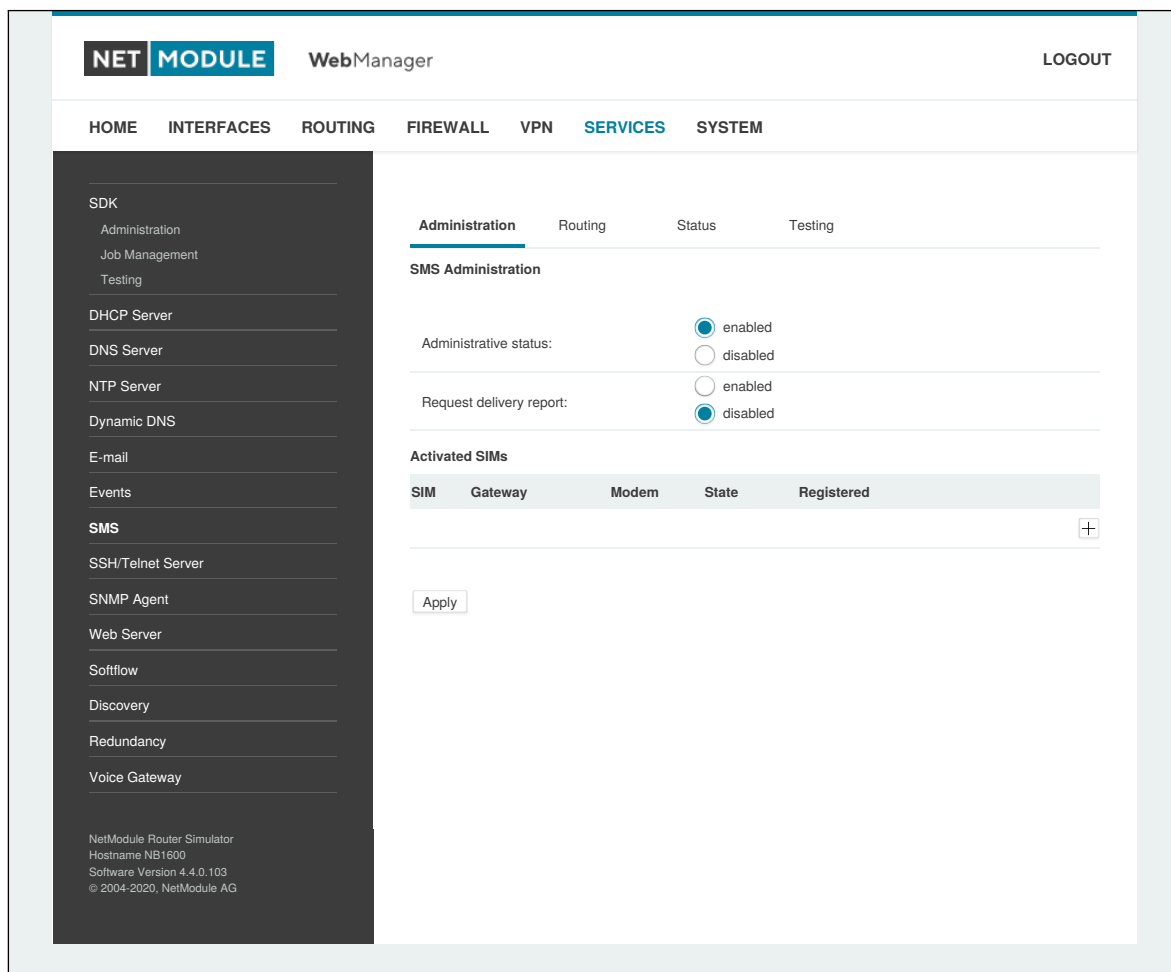 NET MODULE WebManager LOGOUT
HOME INTERFACES ROUTING FIREWALL VPN SERVICES SYSTEM
SDK
Administration
Job Management
Testing
DHCP Server
DNS Server
NTP Server
Dynamic DNS
E-mail
Events
SMS
SSH/Telnet Server
SNMP Agent
Web Server
Softflow
Discovery
Redundancy
Voice Gateway
NetModule Router Simulator
Hostname NB1600
Software Version 4.4.0.103
© 2004-2020, NetModule AG
Administration Routing Status Testing
SMS Administration
Administrative status:
enabled
disabled
Request delivery report:
enabled
disabled
Activated SIMs
SIM Gateway Modem State Registered
Apply